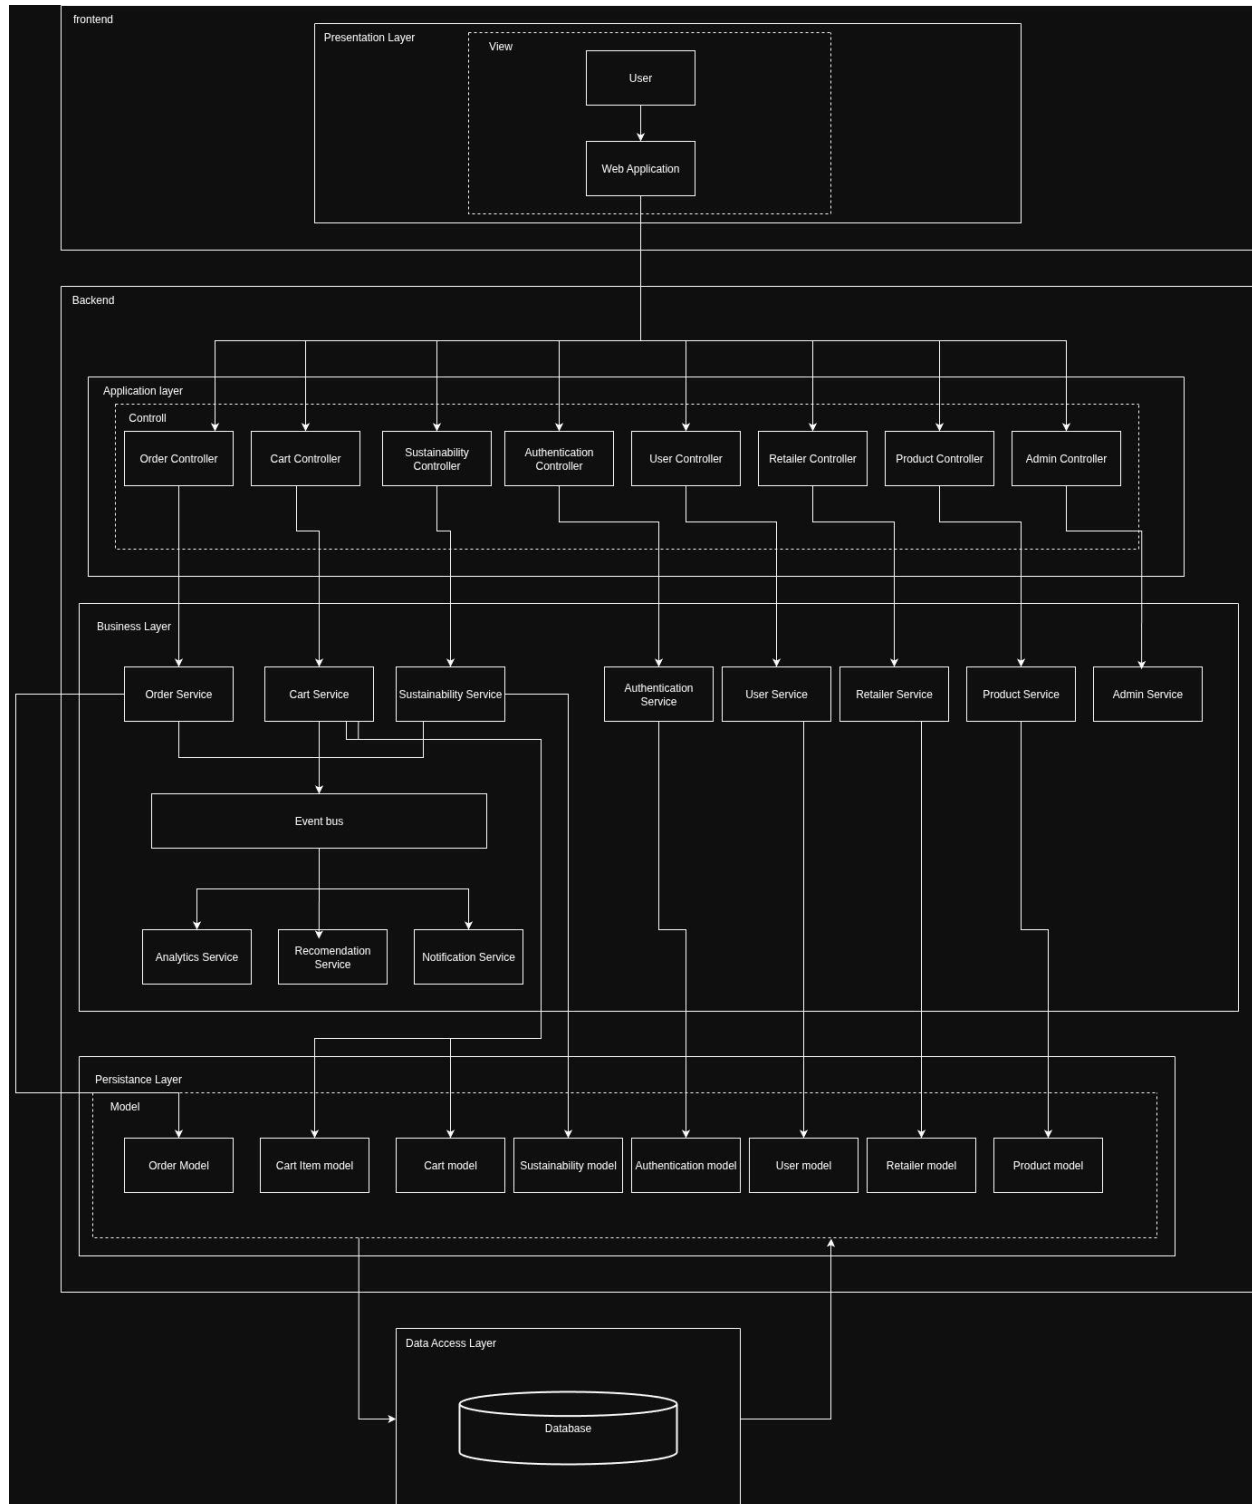 frontend
Presentation Layer
View
User
Web Application
Backend
Application layer
Controll
Order Controller
Cart Controller
Sustainability
Controller
Authentication
Controller
User Controller
Retailer Controller
Product Controller
Admin Controller
Business Layer
Order Service
Cart Service
Sustainability Service
Authentication
Service
User Service
Retailer Service
Product Service
Admin Service
Event bus
Analytics Service
Recomendation
Service
Notification Service
Persistance Layer
Model
Order Model
Cart Item model
Cart model
Sustainability model
Authentication model
User model
Retailer model
Product model
Data Access Layer
Database